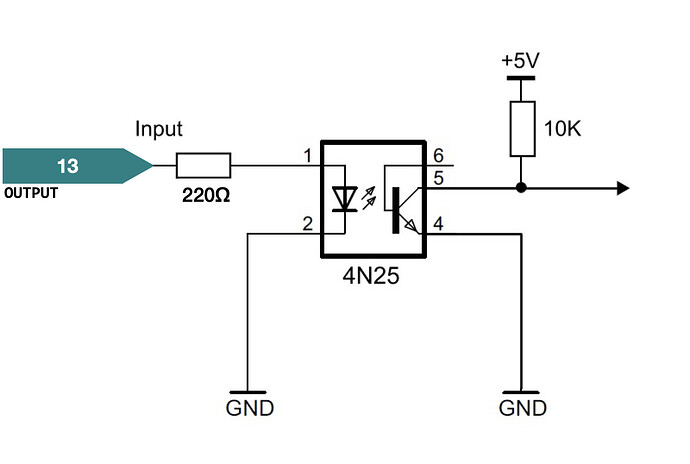 +5V
Input
10K
13
OUTPUT
220Ω
1
6
5
2
4
4N25
GND
GND